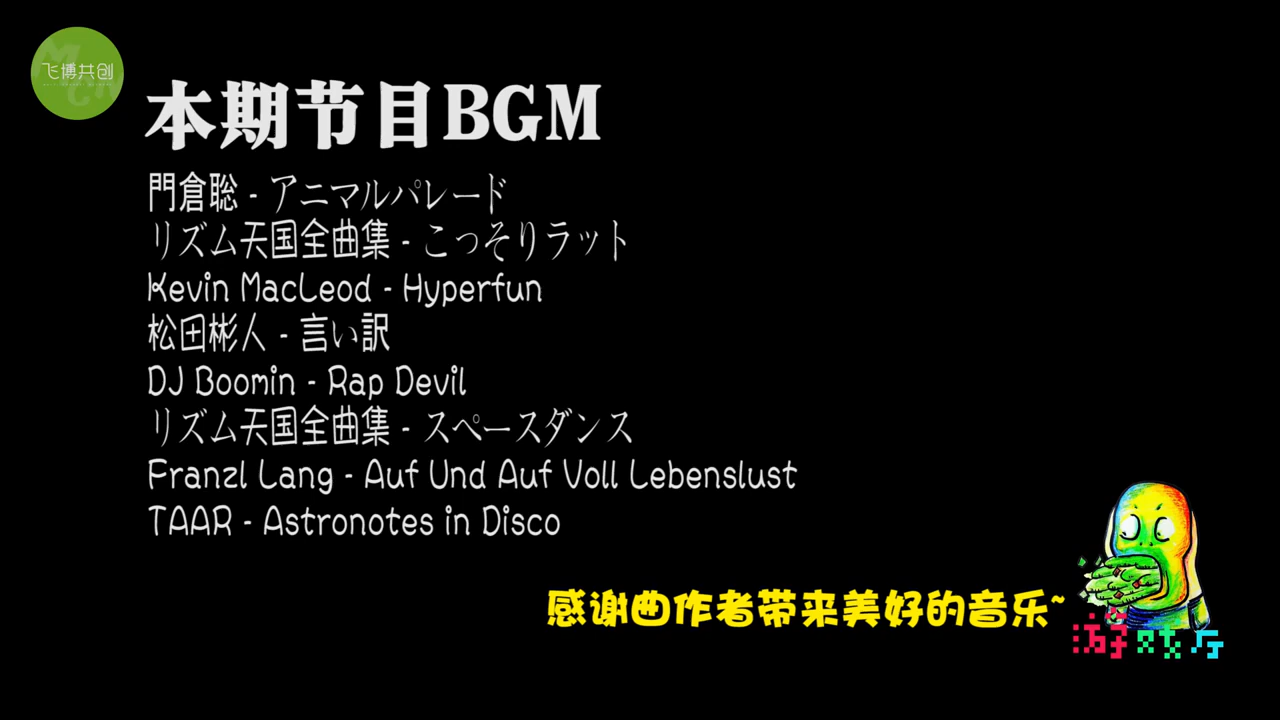 飞博共创
本期节目BGM
門倉聡 - アニマルパレード
リズム天国全曲集 - こっそりラット
Kevin MacLeod - Hyperfun
松田彬人 - 言い訳
DJ Boomin - Rap Devil
リズム天国全曲集 - スペースダンス
Franzl Lang - Auf Und Auf Voll Lebenslust
TAAR - Astronotes in Disco
感谢曲作者带来美好的音乐~
游戏厅